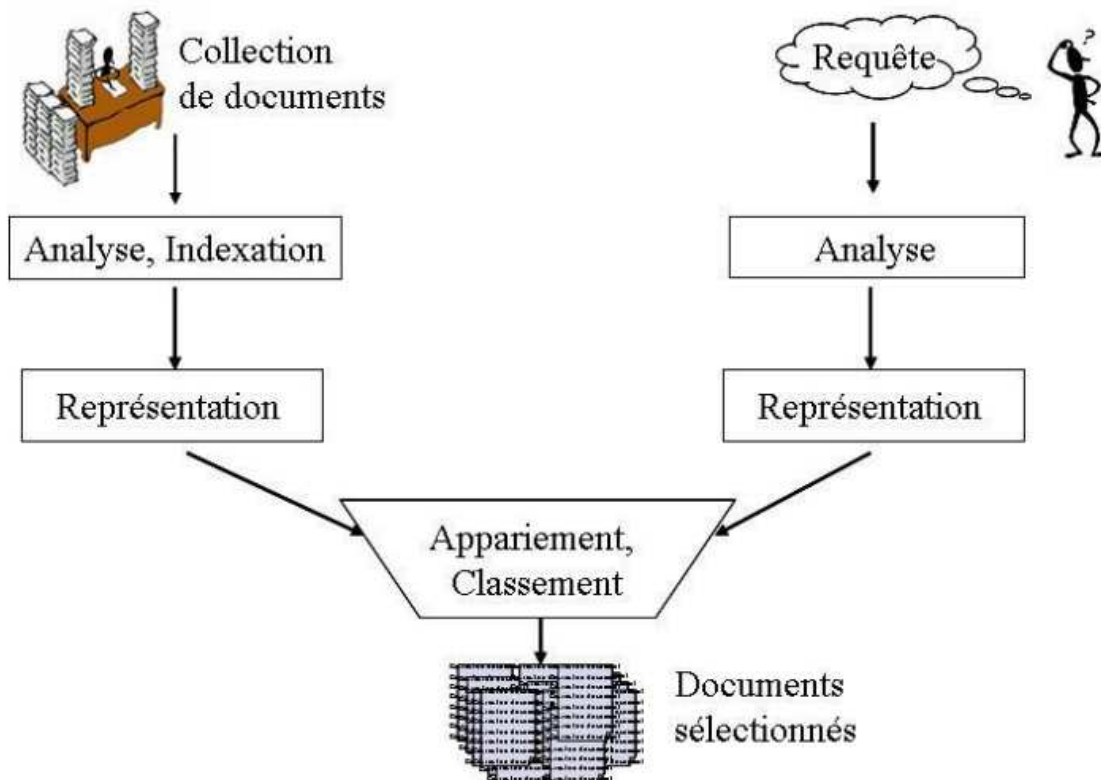 Collection
de documents
Requête
?
Analyse, Indexation
Analyse
Représentation
Représentation
Appariement,
Classement
Documents
sélectionnés